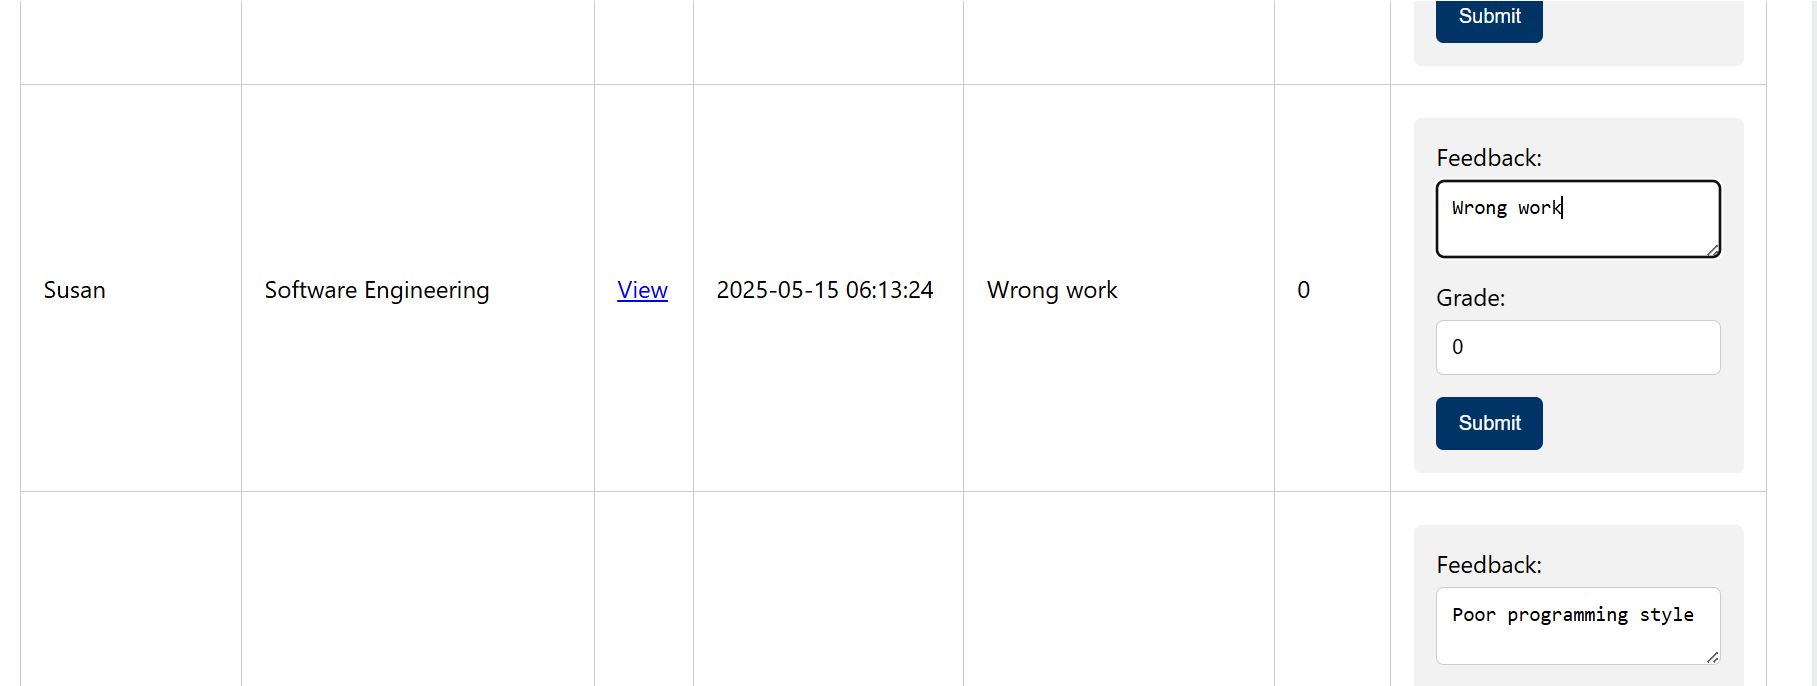 Submit
Feedback:
Wrong work
Susan
Software Engineering
View
2025-05-15 06:13:24
Wrong work
0
Grade:
0
Submit
Feedback:
Poor programming style